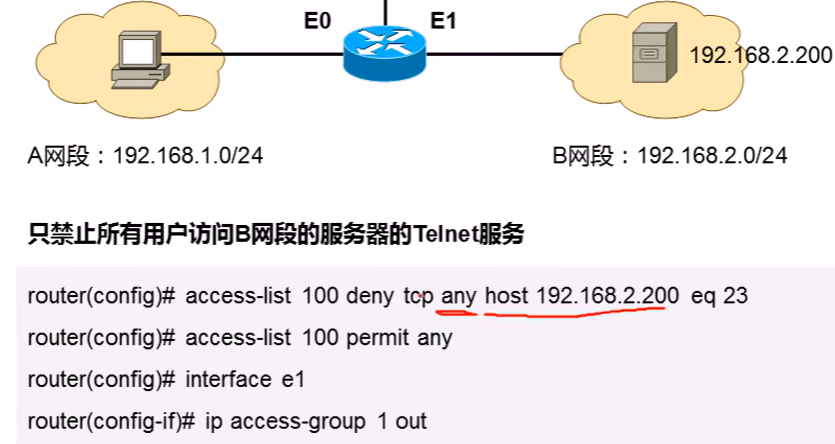 E0 E1
192.168.2.200
A网段：192.168.1.0/24 B网段：192.168.2.0/24
只禁止所有用户访问B网段的服务器的Telnet服务
router(config)# access-list 100 deny tcp any host 192.168.2.200 eq 23
router(config)# access-list 100 permit any
router(config)# interface e1
router(config-if)# ip access-group 1 out